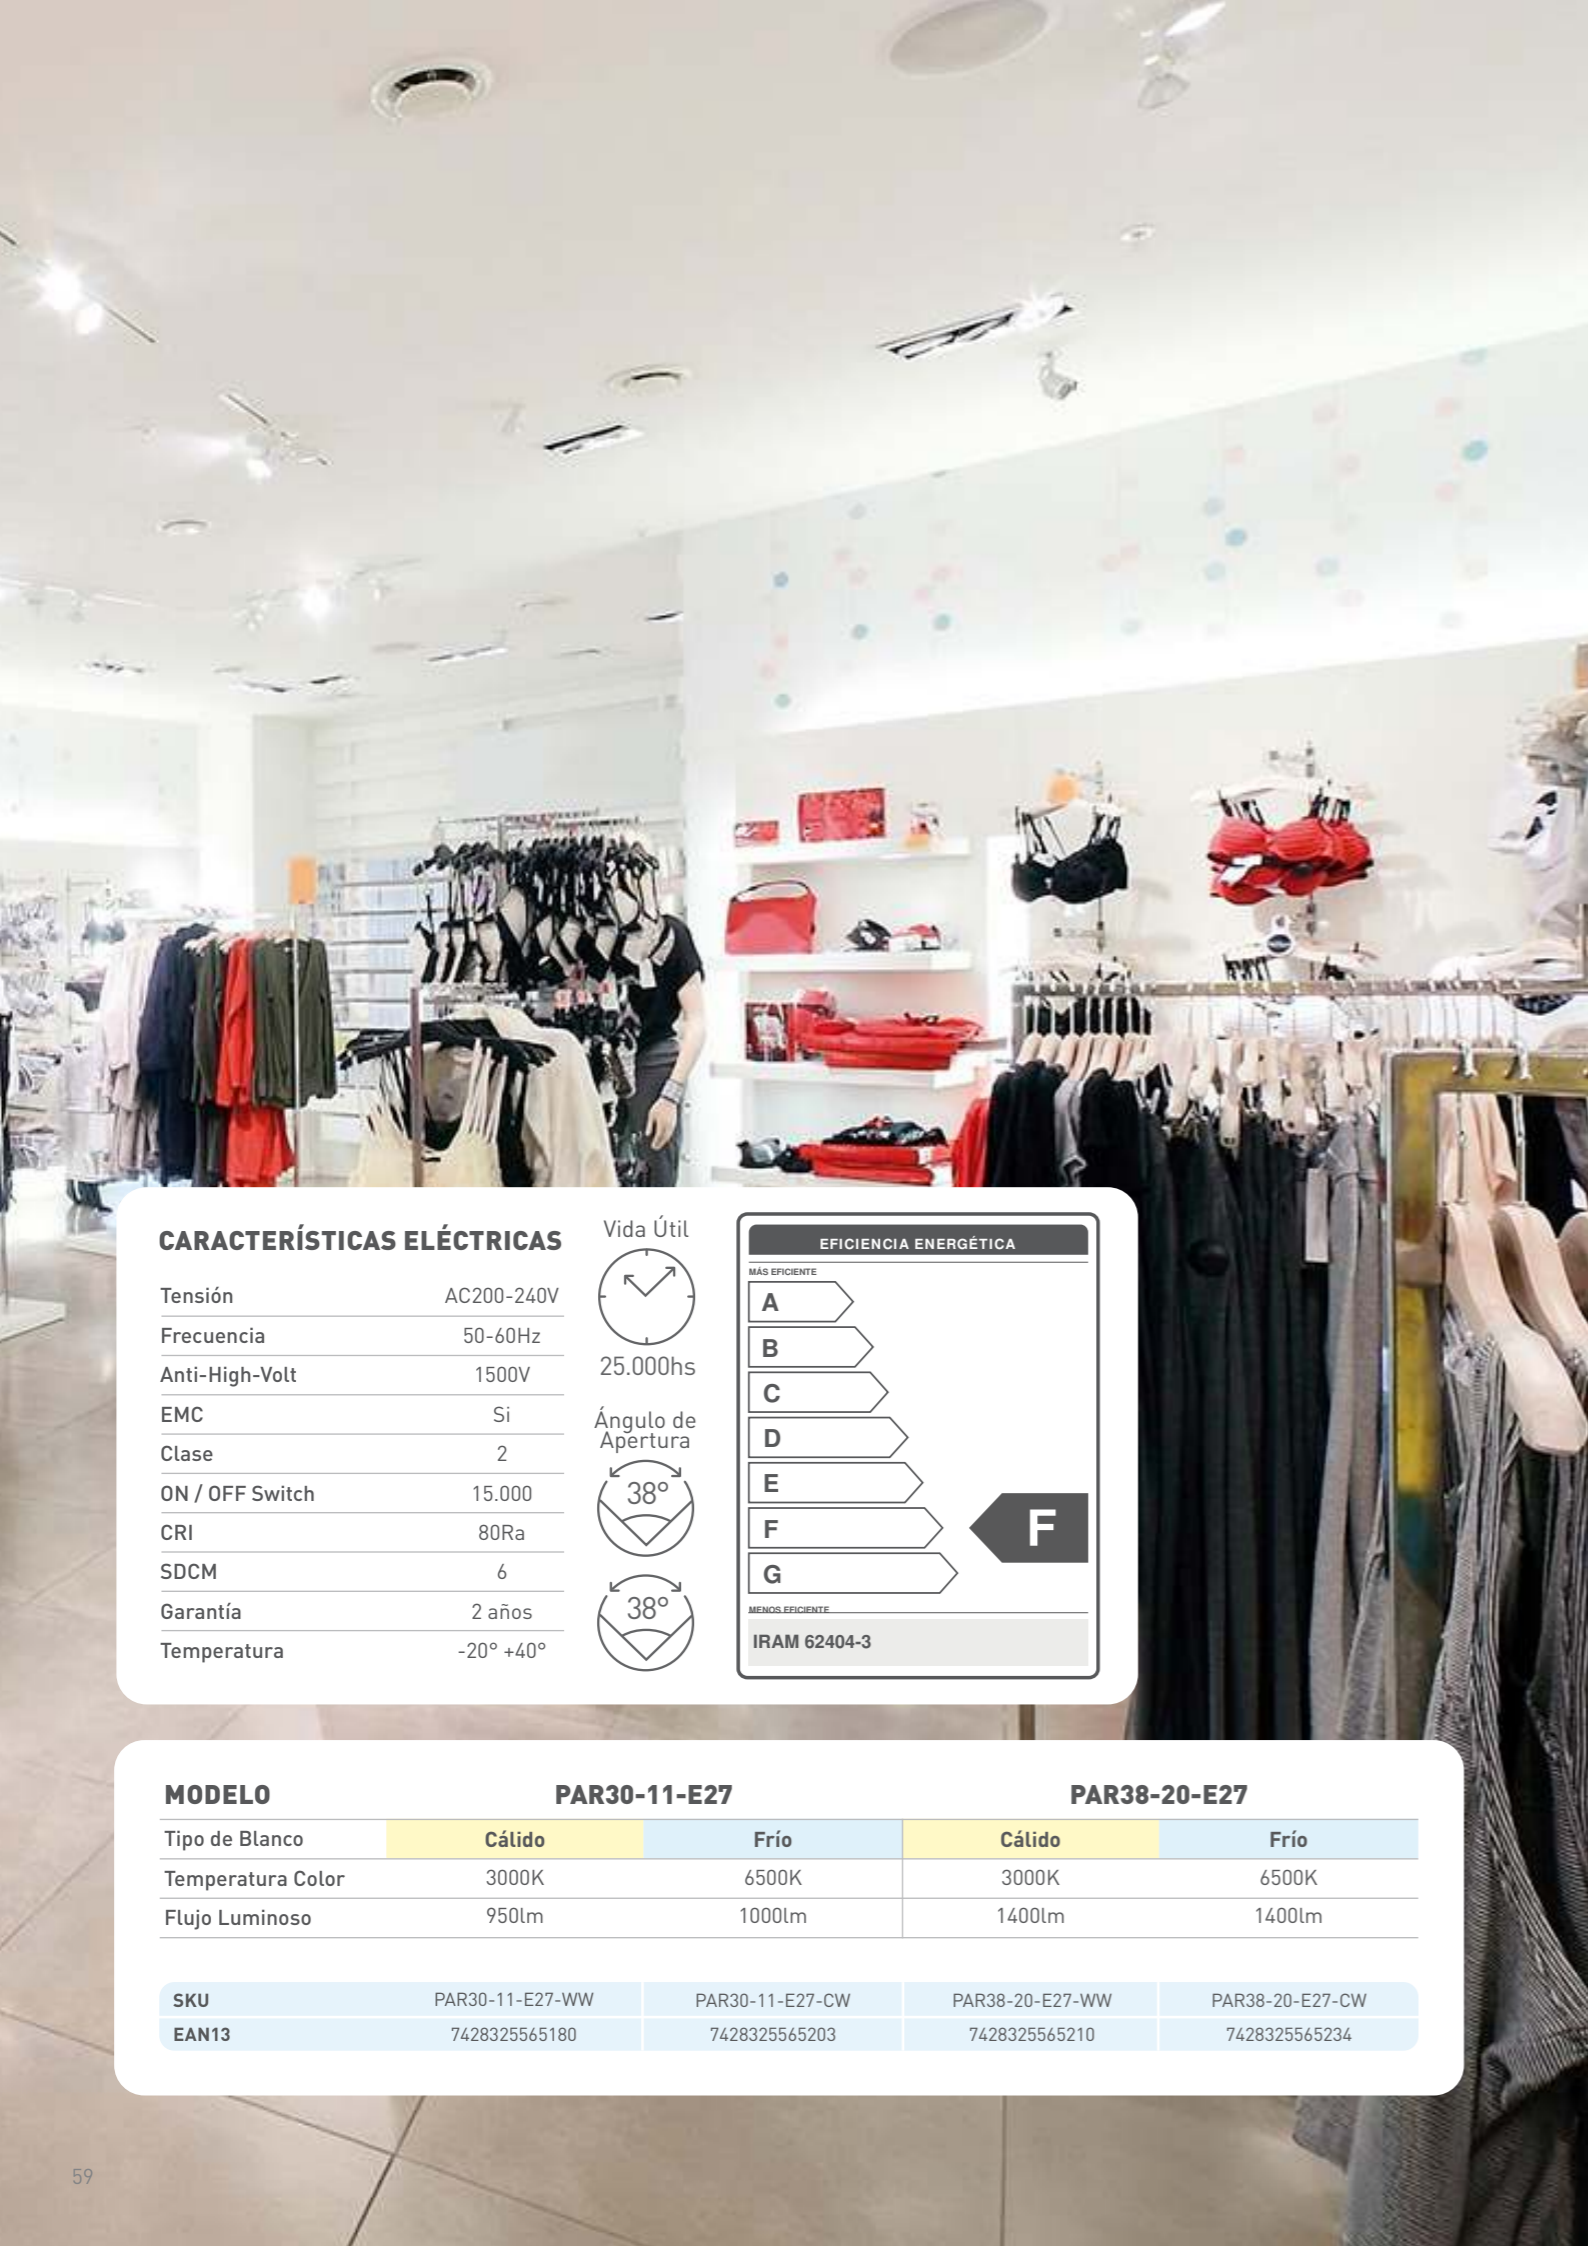 CARACTERÍSTICAS ELÉCTRICAS
Tensión AC200-240V
Frecuencia 50-60Hz
Anti-High-Volt 1500V
EMC Si
Clase 2
ON / OFF Switch 15.000
CRI 80Ra
SDCM 6
Garantía 2 años
Temperatura -20° +40°
Vida Útil
25.000hs
Ángulo de
Apertura
38°
38°
EFICIENCIA ENERGÉTICA
MÁS EFICIENTE
A
B
C
D
E
F F
G
MENOS EFICIENTE
IRAM 62404-3
MODELO PAR30-11-E27 PAR38-20-E27
Tipo de Blanco Cálido Frío Cálido Frío
Temperatura Color 3000K 6500K 3000K 6500K
Flujo Luminoso 950lm 1000lm 1400lm 1400lm
SKU PAR30-11-E27-WW PAR30-11-E27-CW PAR38-20-E27-WW PAR38-20-E27-CW
EAN13 7428325565180 7428325565203 7428325565210 7428325565234
59